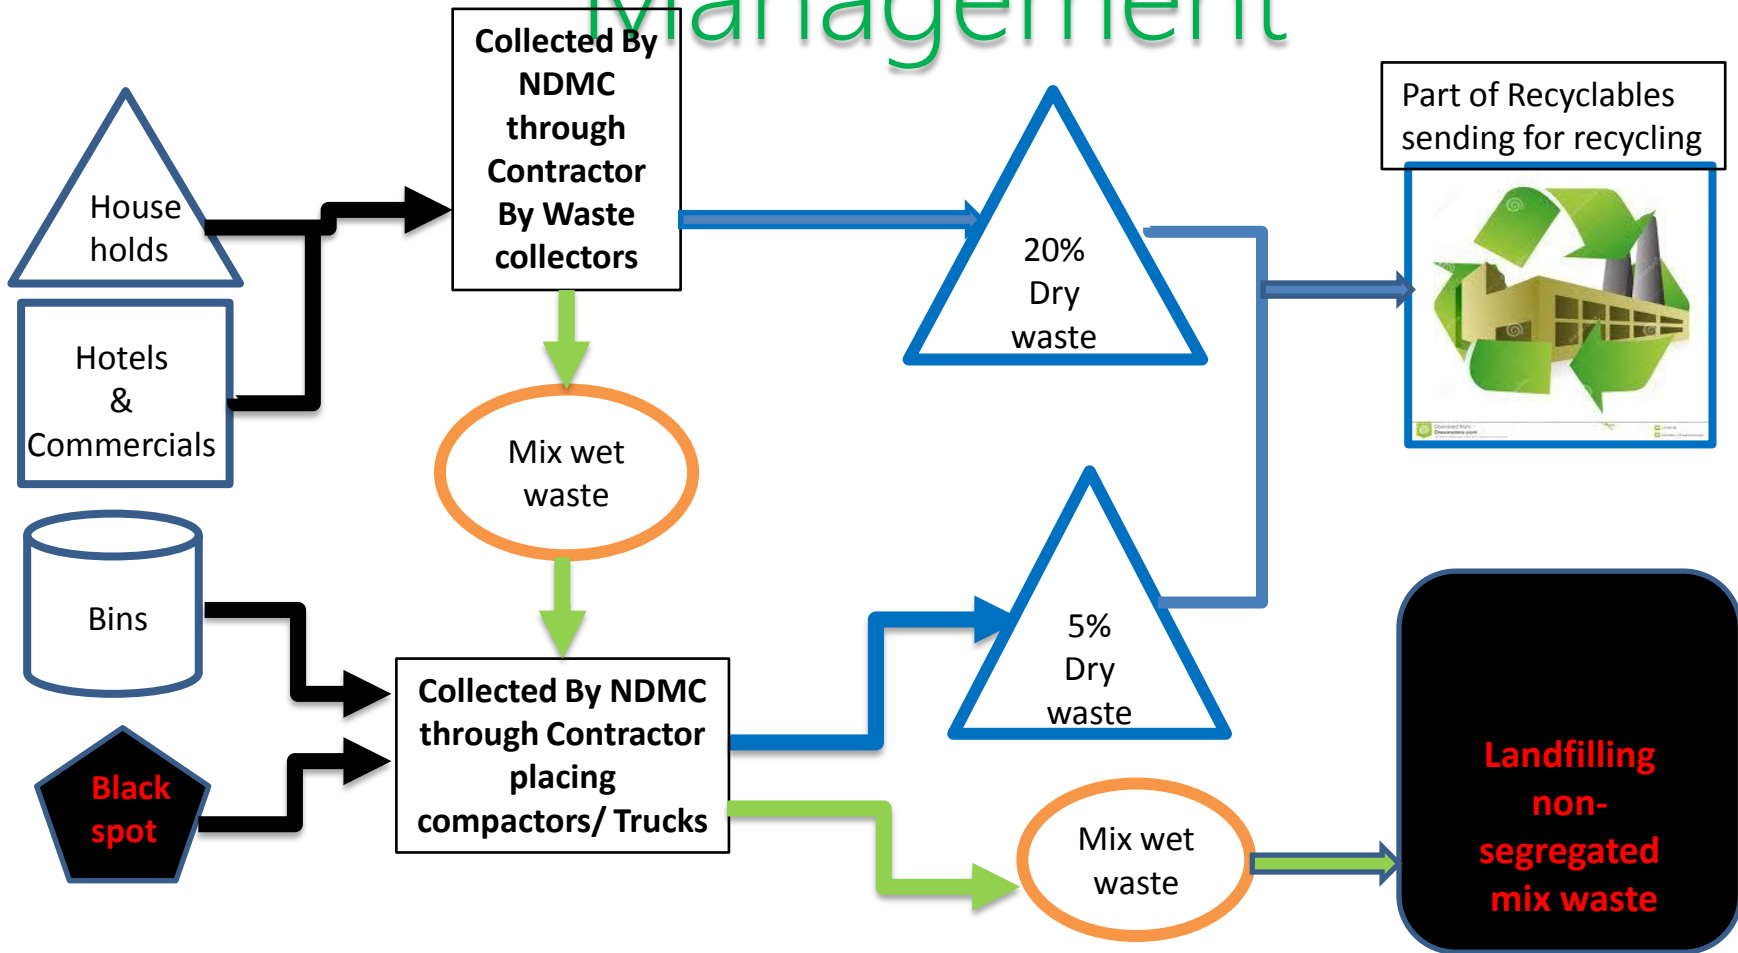 Management
Collected By
NDMC
through
Contractor
By Waste
collectors
Part of Recyclables
sending for recycling
House
holds
20%
Dry
waste
Hotels
&
Commercials
Mix wet
waste
Bins
5%
Dry
waste
Collected By NDMC
through Contractor
placing
compactors/ Trucks
Black
spot
Mix wet
waste
Landfilling
non-
segregated
mix waste